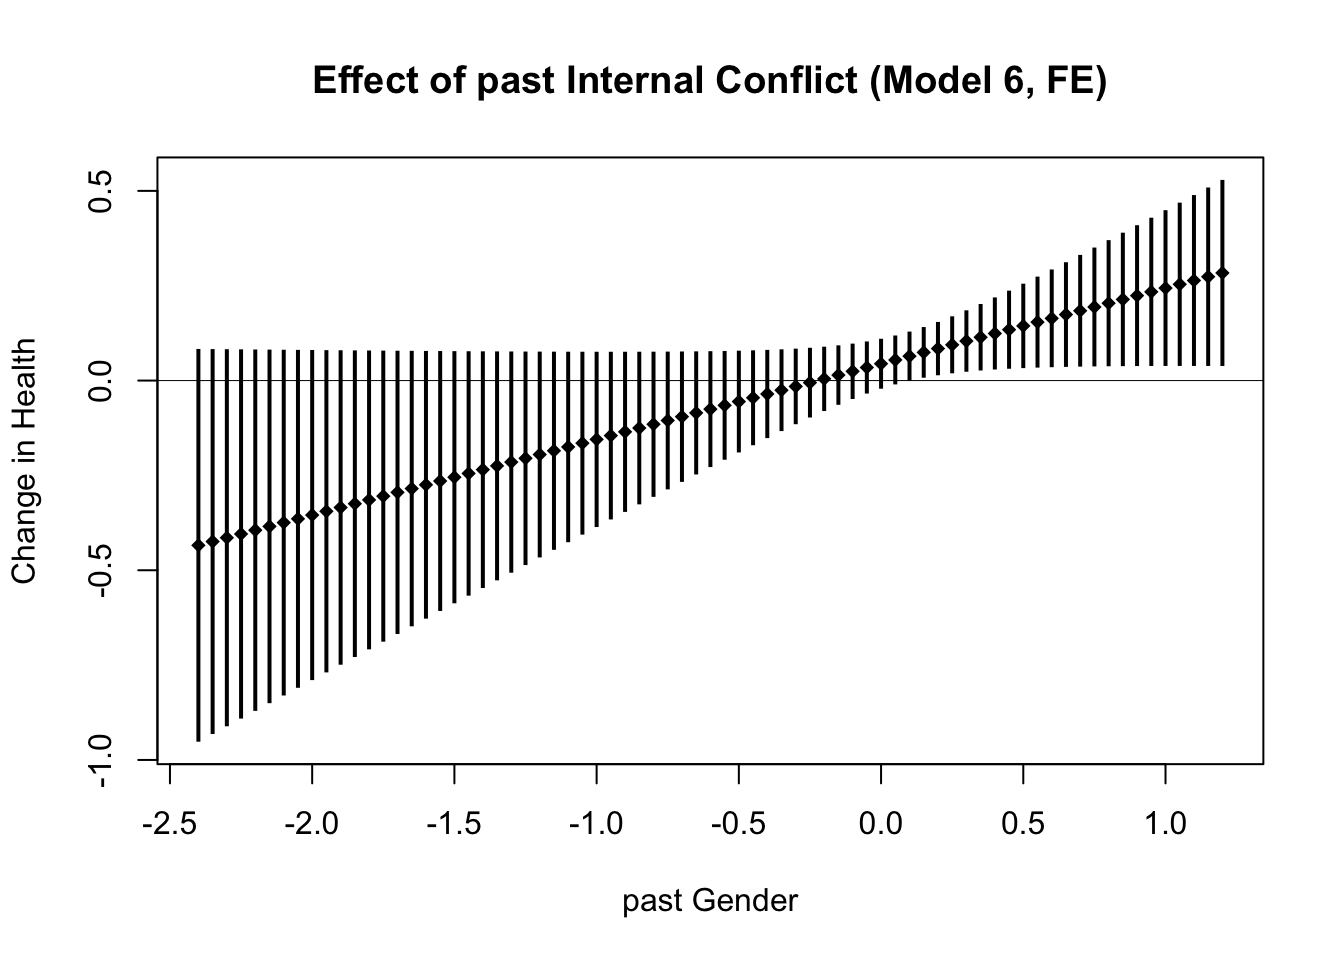 Effect of past Internal Conflict (Model 6, FE)
Change in Health
0.5
0.0
-0.5
-1.0
-2.5 -2.0 -1.5 -1.0 -0.5 0.0 0.5 1.0
past Gender